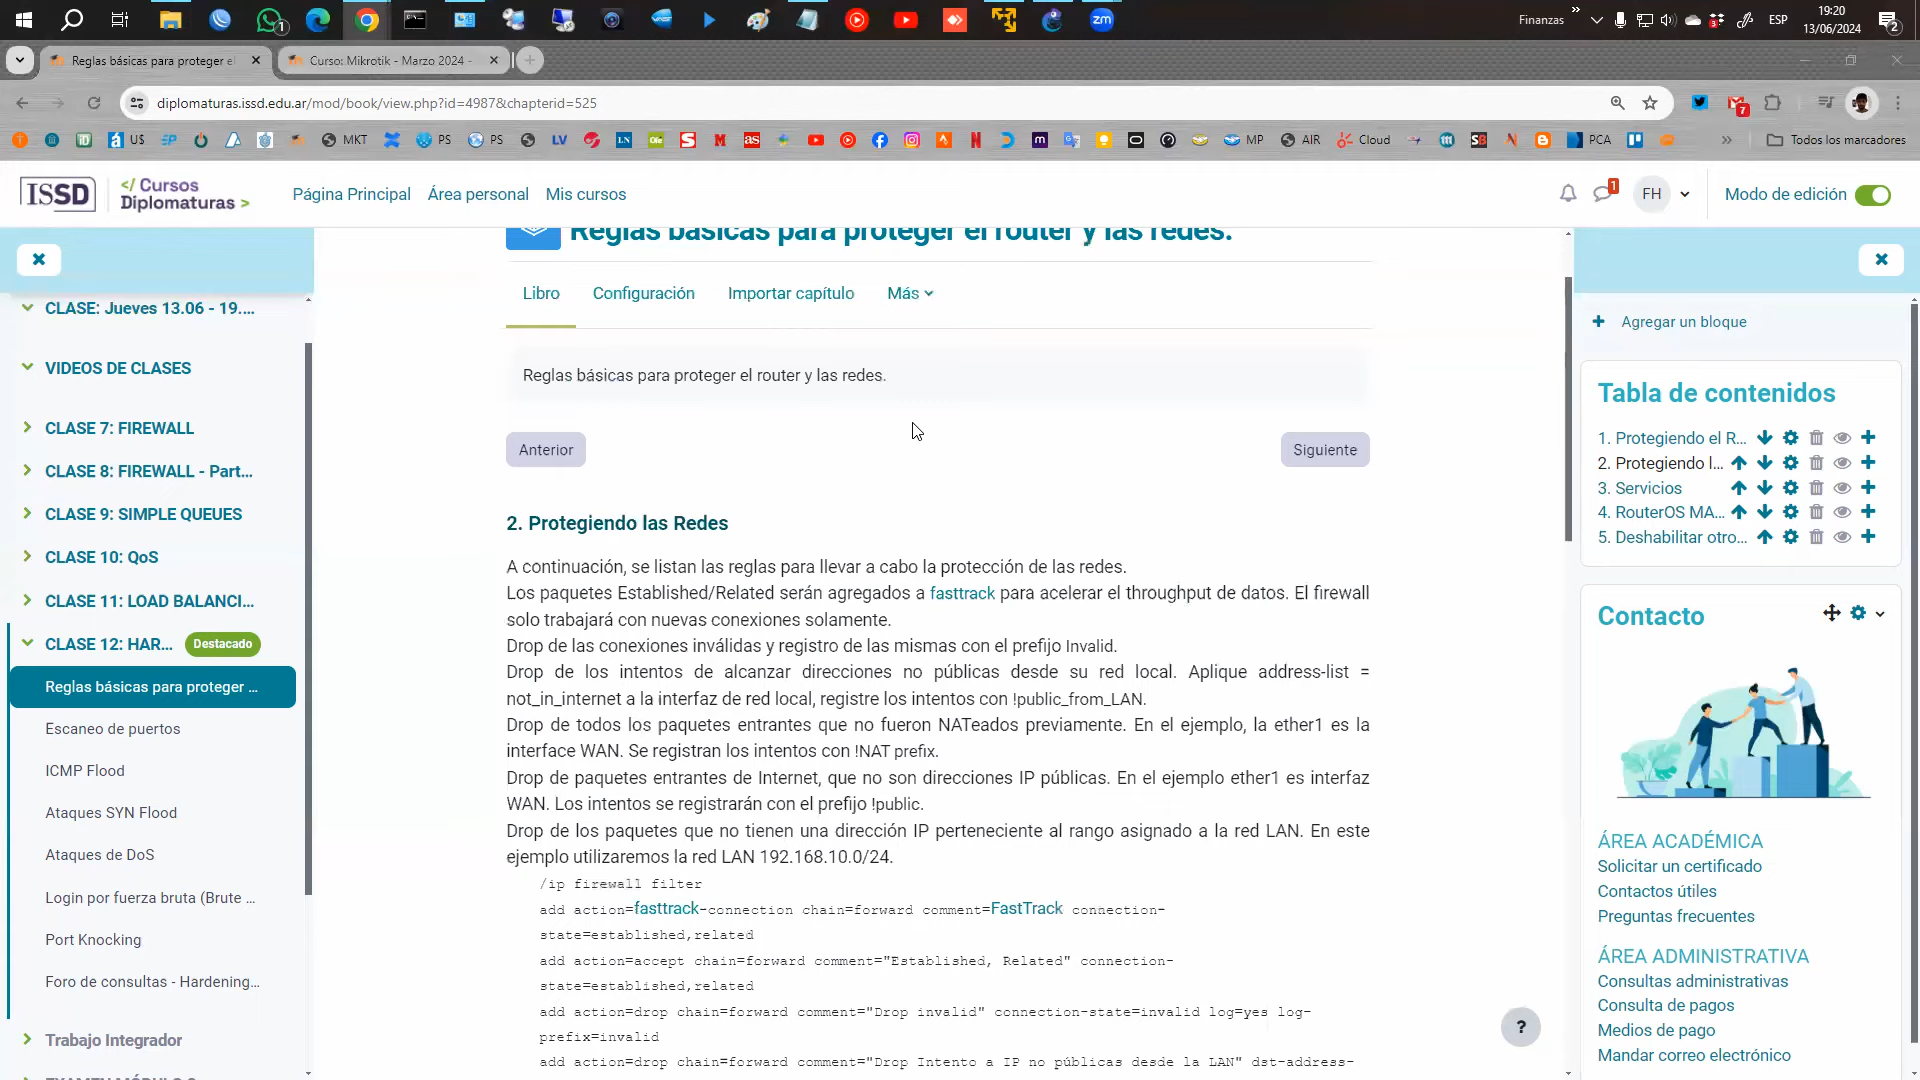 Finanzas
ESP
19:20
13/06/2024
1
3
2
Reglas básicas para proteger el
Curso: Mikrotik - Marzo 2024 -
diplomaturas.issd.edu.ar/mod/book/view.php?id=4987&chapterid=525
7
U$
MKT
PS
PS
LV
MP
AIR
Cloud
PCA
Todos los marcadores
ISSD
</ Cursos
Diplomaturas >
Página Principal
Área personal
Mis cursos
1
FH
Modo de edición
CLASE: Jueves 13.06 - 19....
VIDEOS DE CLASES
CLASE 7: FIREWALL
CLASE 8: FIREWALL - Part...
CLASE 9: SIMPLE QUEUES
CLASE 10: QoS
CLASE 11: LOAD BALANCI...
CLASE 12: HAR...
Destacado
Reglas básicas para proteger ...
Escaneo de puertos
ICMP Flood
Ataques SYN Flood
Ataques de DoS
Login por fuerza bruta (Brute ...
Port Knocking
Foro de consultas - Hardening...
Trabajo Integrador
Reglas básicas para proteger el router y las redes.
Libro
Configuración
Importar capítulo
Más
Reglas básicas para proteger el router y las redes.
Anterior
Siguiente
2. Protegiendo las Redes
A continuación, se listan las reglas para llevar a cabo la protección de las redes.
Los paquetes Established/Related serán agregados a fasttrack para acelerar el throughput de datos. El firewall
solo trabajará con nuevas conexiones solamente.
Drop de las conexiones inválidas y registro de las mismas con el prefijo Invalid.
Drop de los intentos de alcanzar direcciones no públicas desde su red local. Aplique address-list =
not_in_internet a la interfaz de red local, registre los intentos con !public_from_LAN.
Drop de todos los paquetes entrantes que no fueron NATeados previamente. En el ejemplo, la ether1 es la
interface WAN. Se registran los intentos con !NAT prefix.
Drop de paquetes entrantes de Internet, que no son direcciones IP públicas. En el ejemplo ether1 es interfaz
WAN. Los intentos se registrarán con el prefijo !public.
Drop de los paquetes que no tienen una dirección IP perteneciente al rango asignado a la red LAN. En este
ejemplo utilizaremos la red LAN 192.168.10.0/24.
/ip firewall filter
add action=fasttrack-connection chain=forward comment=FastTrack connection-
state=established,related
add action=accept chain=forward comment="Established, Related" connection-
state=established,related
add action=drop chain=forward comment="Drop invalid" connection-state=invalid log=yes log-
prefix=invalid
add action=drop chain=forward comment="Drop Intento a IP no públicas desde la LAN" dst-address-
?
Agregar un bloque
Tabla de contenidos
1. Protegiendo el R...
2. Protegiendo l...
3. Servicios
4. RouterOS MA...
5. Deshabilitar otro...
Contacto
ÁREA ACADÉMICA
Solicitar un certificado
Contactos útiles
Preguntas frecuentes
ÁREA ADMINISTRATIVA
Consultas administrativas
Consulta de pagos
Medios de pago
Mandar correo electrónico